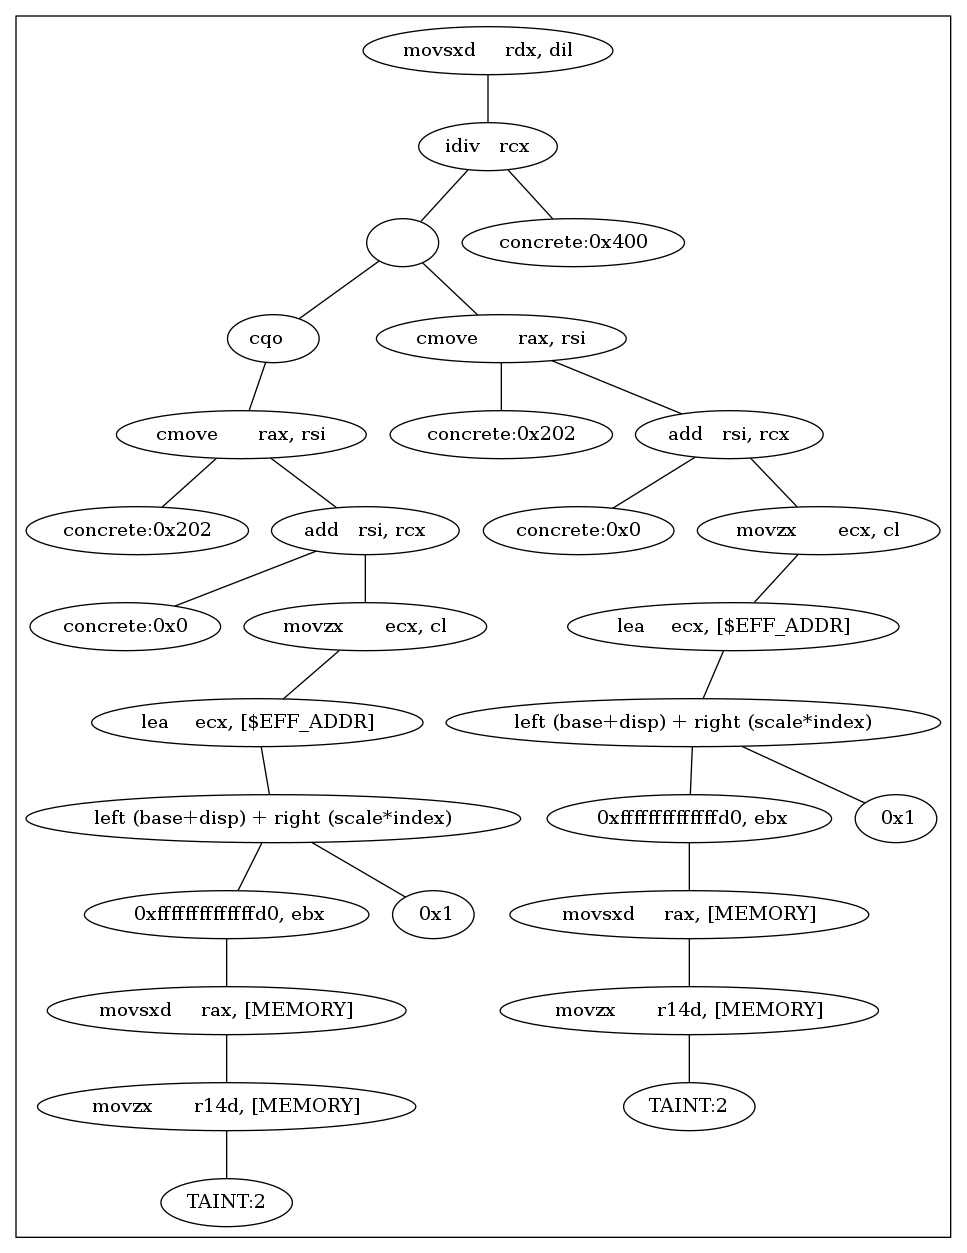 movsxd rdx, dil
idiv rcx
concrete:0x400
cqo
cmove rax, rsi
cmove rax, rsi
concrete:0x202
add rsi, rcx
concrete:0x202
add rsi, rcx
concrete:0x0
movzx ecx, cl
concrete:0x0
movzx ecx, cl
lea ecx, [$EFF_ADDR]
lea ecx, [$EFF_ADDR]
left (base+disp) + right (scale*index)
left (base+disp) + right (scale*index)
0xffffffffffffffd0, ebx
0x1
0xffffffffffffffd0, ebx
0x1
movsxd rax, [MEMORY]
movsxd rax, [MEMORY]
movzx r14d, [MEMORY]
movzx r14d, [MEMORY]
TAINT:2
TAINT:2